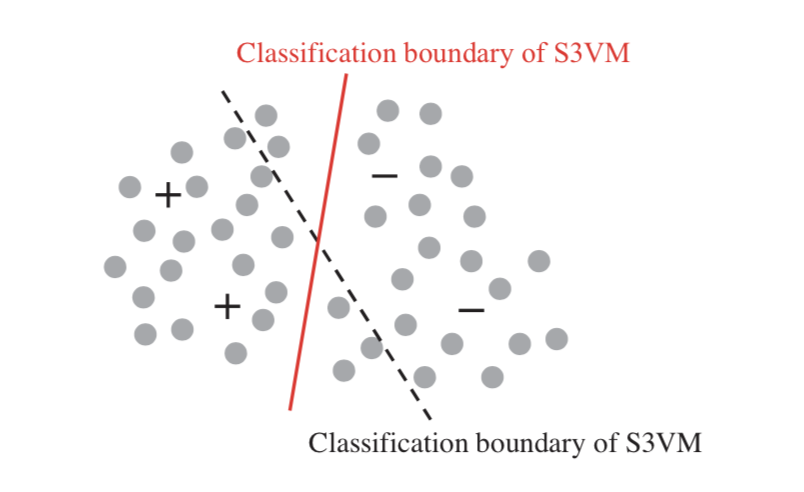 Classification boundary of S3VM
−
+
+
−
Classification boundary of S3VM